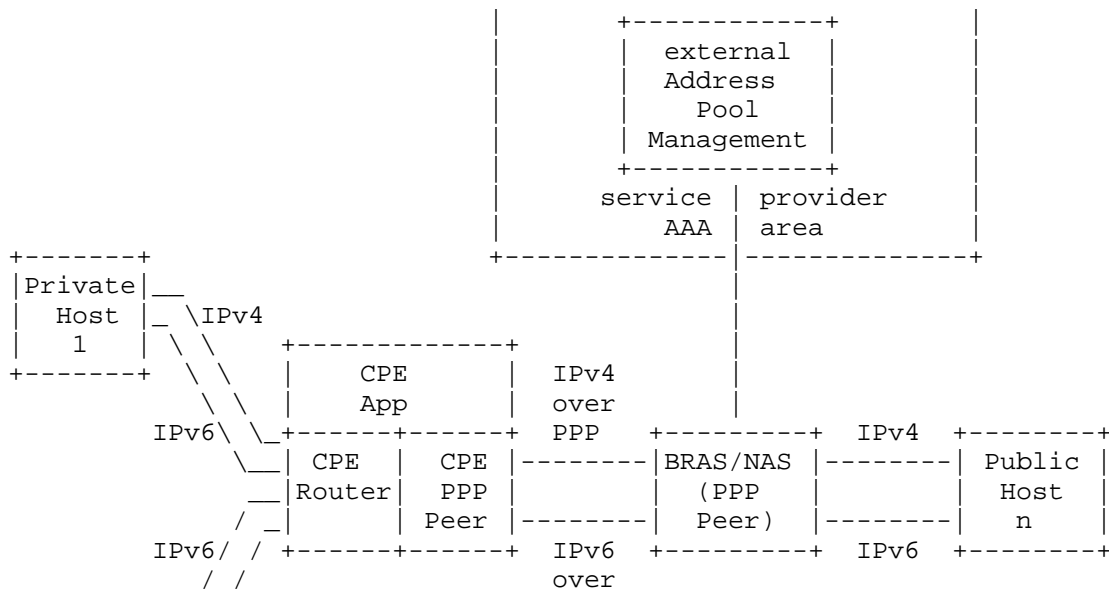 external
Address
Pool
Management
service | provider
AAA | area
Private
Host
1
IPv4
CPE
App
IPv4
over
PPP
IPv6
CPE
Router
CPE
PPP
Peer
BRAS/NAS
(PPP
Peer)
IPv4
Public
Host
n
IPv6
IPv6
over
IPv6